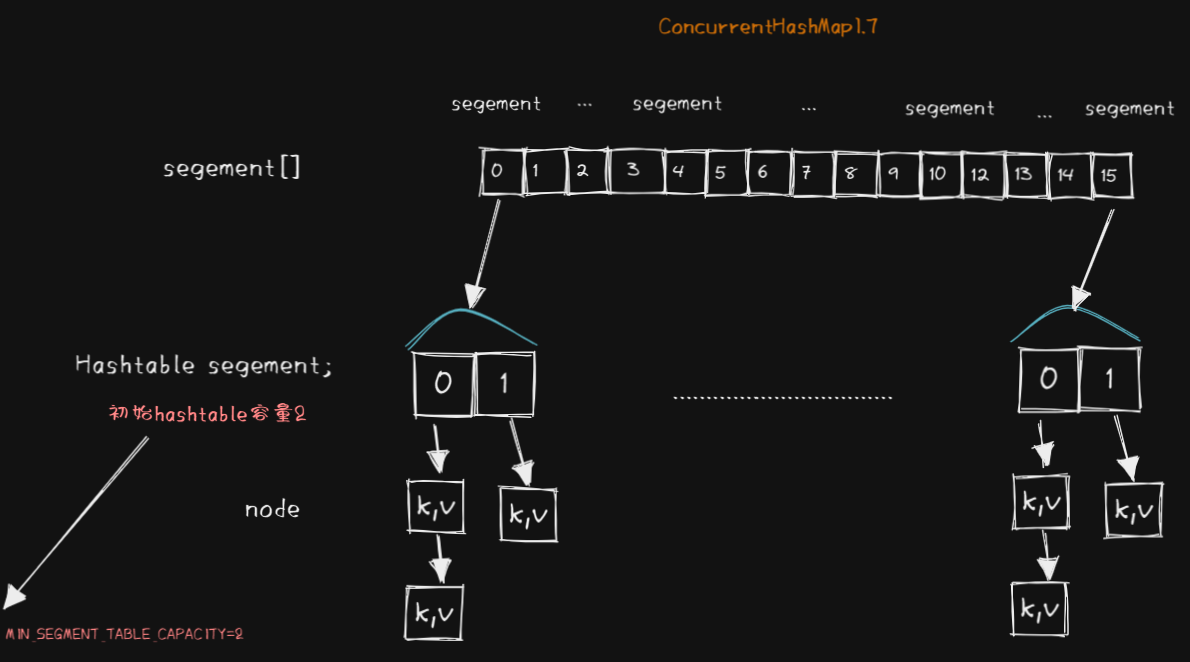 ConcurrentHashMap1.7
segement ... segement ... segement ... segement
segement[] 0 1 2 3 4 5 6 7 8 9 10 12 13 14 15
Hashtable segement;
0 1
0 1
初始hashtable容量2
node
k,v k,v
k,v k,v
k,v
k,v
MIN_SEGMENT_TABLE_CAPACITY=2